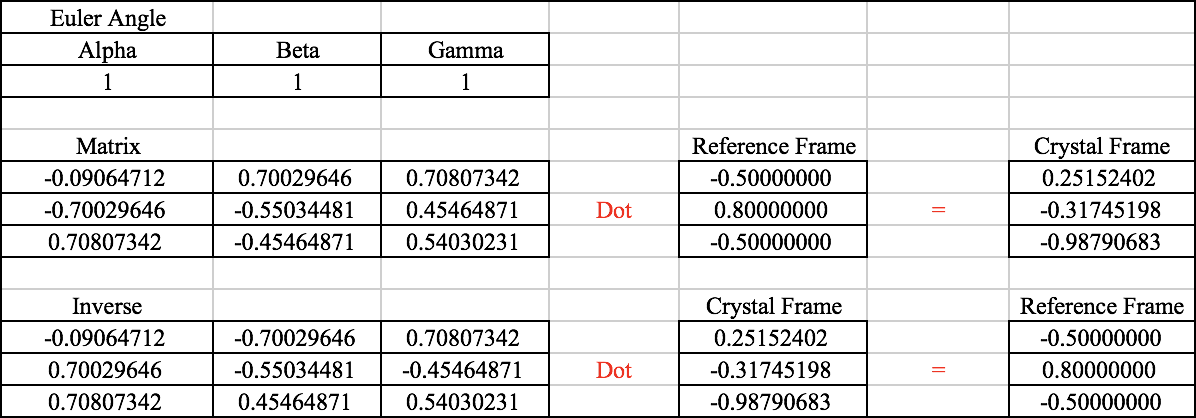 Euler Angle
Alpha Beta Gamma
1 1 1
Matrix Reference Frame Crystal Frame
-0.09064712 0.70029646 0.70807342 -0.50000000 0.25152402
-0.70029646 -0.55034481 0.45464871 Dot 0.80000000 = -0.31745198
0.70807342 -0.45464871 0.54030231 -0.50000000 -0.98790683
Inverse Crystal Frame Reference Frame
-0.09064712 -0.70029646 0.70807342 0.25152402 -0.50000000
0.70029646 -0.55034481 -0.45464871 Dot -0.31745198 = 0.80000000
0.70807342 0.45464871 0.54030231 -0.98790683 -0.50000000